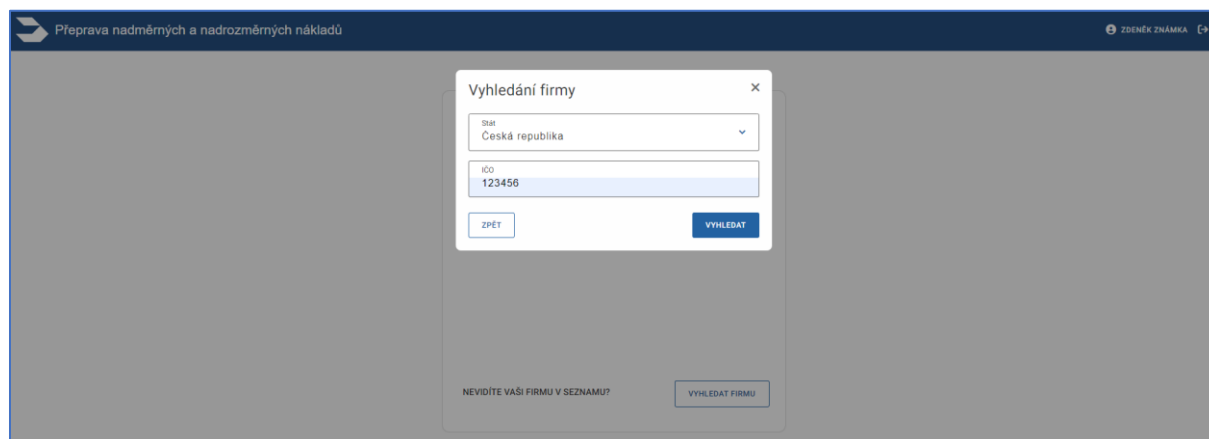 Přeprava nadměrných a nadrozměrných nákladů
ZDENĚK ZNÁMKA
Vyhledání firmy
Stát
Česká republika
IČO
123456
ZPĚT
VYHLEDAT
NEVIDÍTE VAŠI FIRMU V SEZNAMU?
VYHLEDAT FIRMU